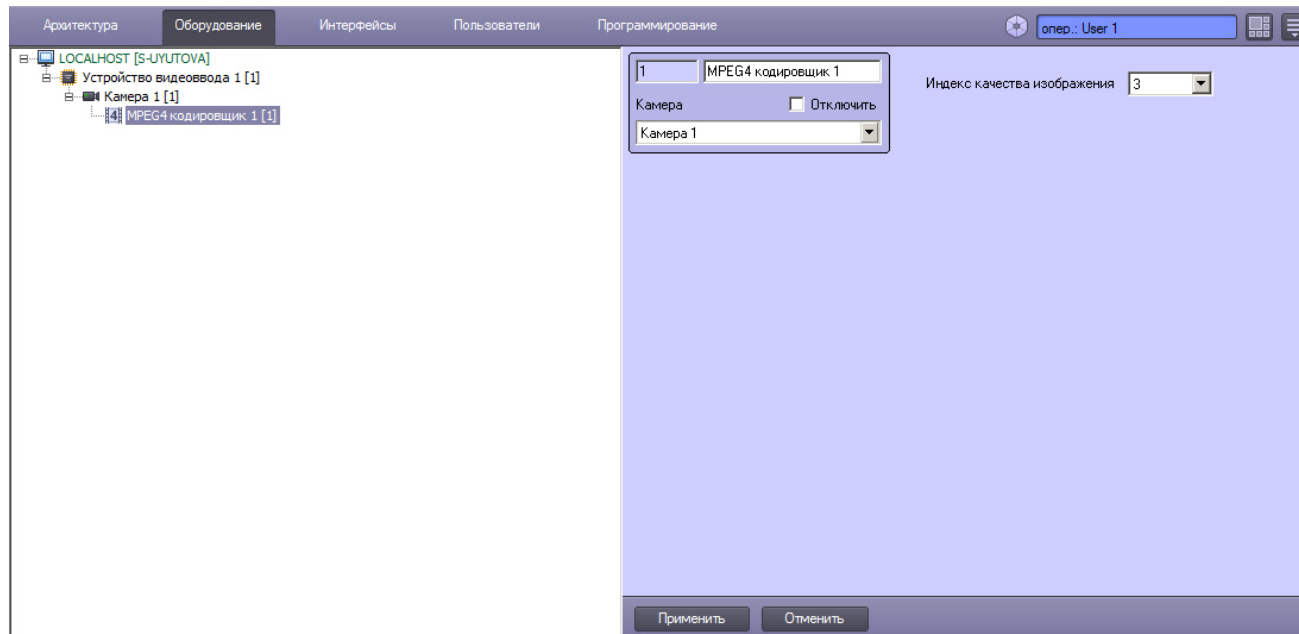 Архитектура Оборудование Интерфейсы Пользователи Программирование опер.: User 1
LOCALHOST [S-UYUTOVA]
Устройство видеоввода 1 [1]
Камера 1 [1]
4 MPEG4 кодировщик 1 [1]
1 MPEG4 кодировщик 1
Камера Отключить
Камера 1
Индекс качества изображения 3
Применить Отменить